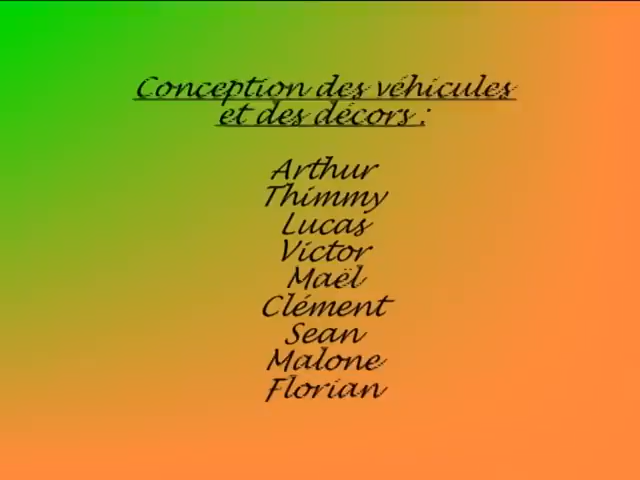 Conception des véhicules
et des décors :
Arthur
Thimmy
Lucas
Victor
Maël
Clément
Sean
Malone
Florian